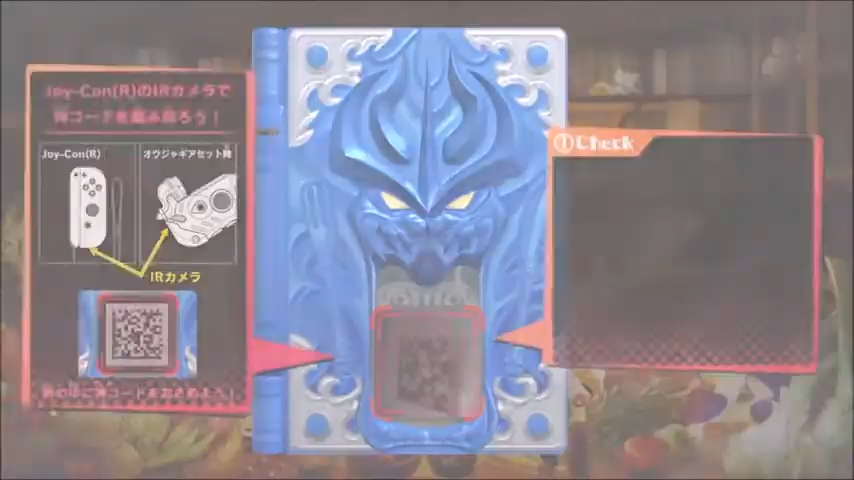 Joy-Con(R)のIRカメラで
神コードを読み取ろう！
Joy-Con(R)
オウジャギアセット時
IRカメラ
①Check